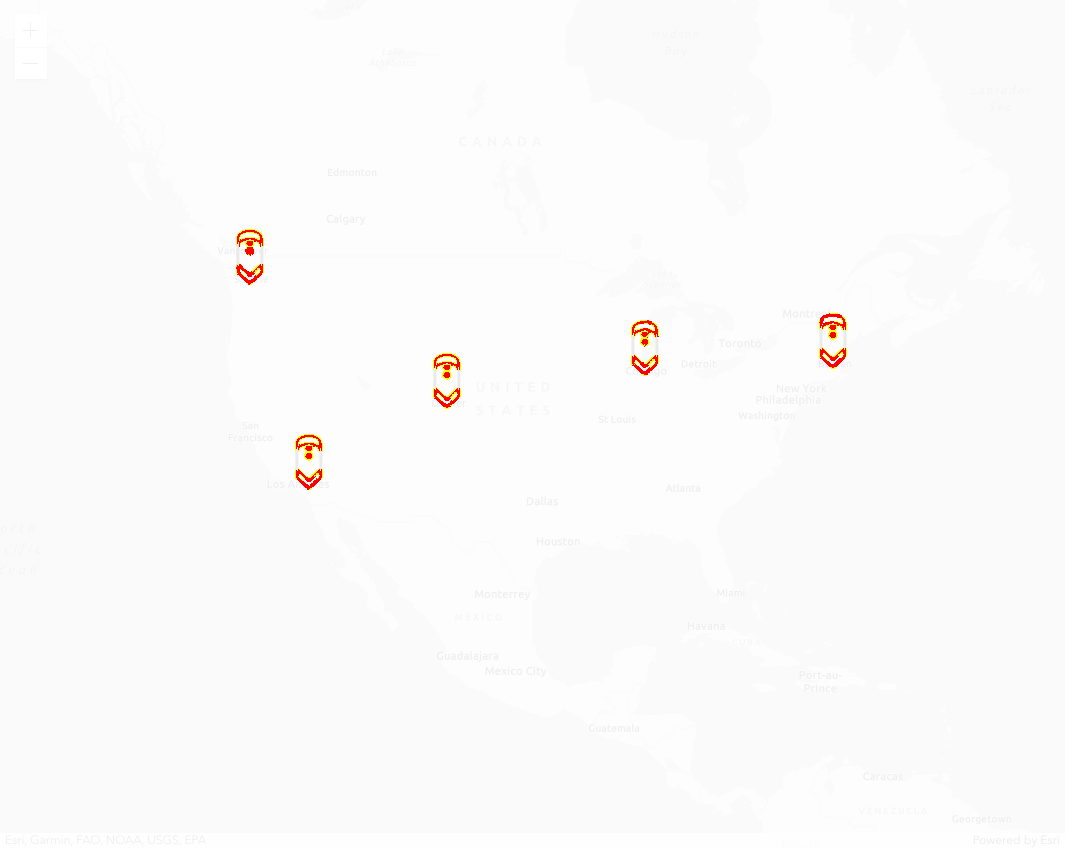 Hudson
Bay
CANADA
Edmonton
Calgary
Montre
Toronto
Detroit
New York
Philadelphia
Washington
UNITED
STATES
St Louis
San
Francisco
Los A
Atlanta
Dallas
Houston
Monterrey
Miami
MEXICO
Havana
Guadalajara
Mexico City
Port-au-
Prince
Guatemala
Caracas
VENEZUELA
Georgetown
Esri, Garmin, FAO, NOAA, USGS, EPA
Powered by Esri